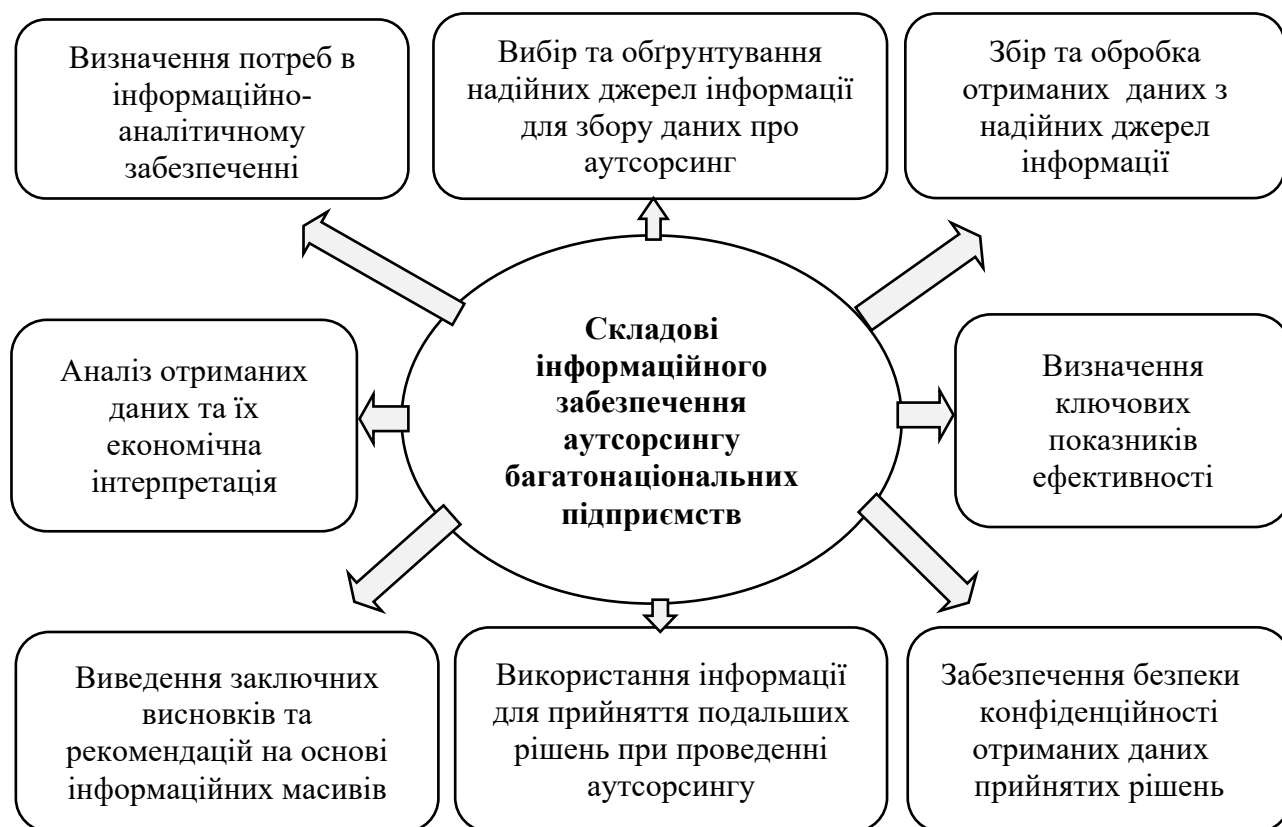 Визначення потреб в
інформаційно-
аналітичному
забезпеченні
Вибір та обґрунтування
надійних джерел інформації
для збору даних про
аутсорсинг
Збір та обробка
отриманих даних з
надійних джерел
інформації
Аналіз отриманих
даних та їх
економічна
інтерпретація
Складові
інформаційного
забезпечення
аутсорсингу
багатонаціональних
підприємств
Визначення
ключових
показників
ефективності
Виведення заключних
висновків та
рекомендацій на основі
інформаційних масивів
Використання інформації
для прийняття подальших
рішень при проведенні
аутсорсингу
Забезпечення безпеки
конфіденційності
отриманих даних
прийнятих рішень